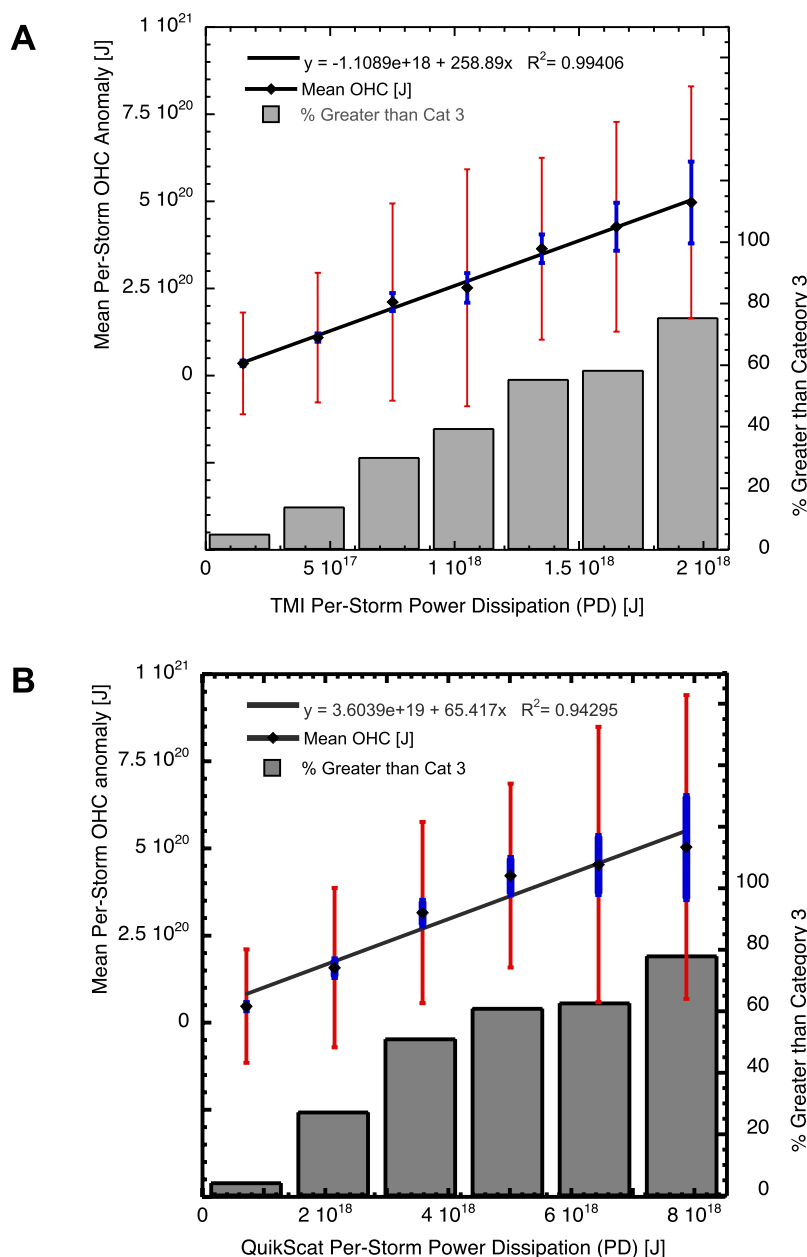 A
Mean Per-Storm OHC Anomaly [J]
1 10²¹
7.5 10²⁰
5 10²⁰
2.5 10²⁰
0
y = -1.1089e+18 + 258.89x R²= 0.99406
Mean OHC [J]
% Greater than Cat 3
100
80
60
40
20
0
% Greater than Category 3
0 5 10¹⁷ 1 10¹⁸ 1.5 10¹⁸ 2 10¹⁸
TMI Per-Storm Power Dissipation (PD) [J]
B
Mean Per-Storm OHC anomaly [J]
1 10²¹
7.5 10²⁰
5 10²⁰
2.5 10²⁰
0
y = 3.6039e+19 + 65.417x R²= 0.94295
Mean OHC [J]
% Greater than Cat 3
100
80
60
40
20
0
% Greater than Category 3
0 2 10¹⁸ 4 10¹⁸ 6 10¹⁸ 8 10¹⁸
QuikScat Per-Storm Power Dissipation (PD) [J]